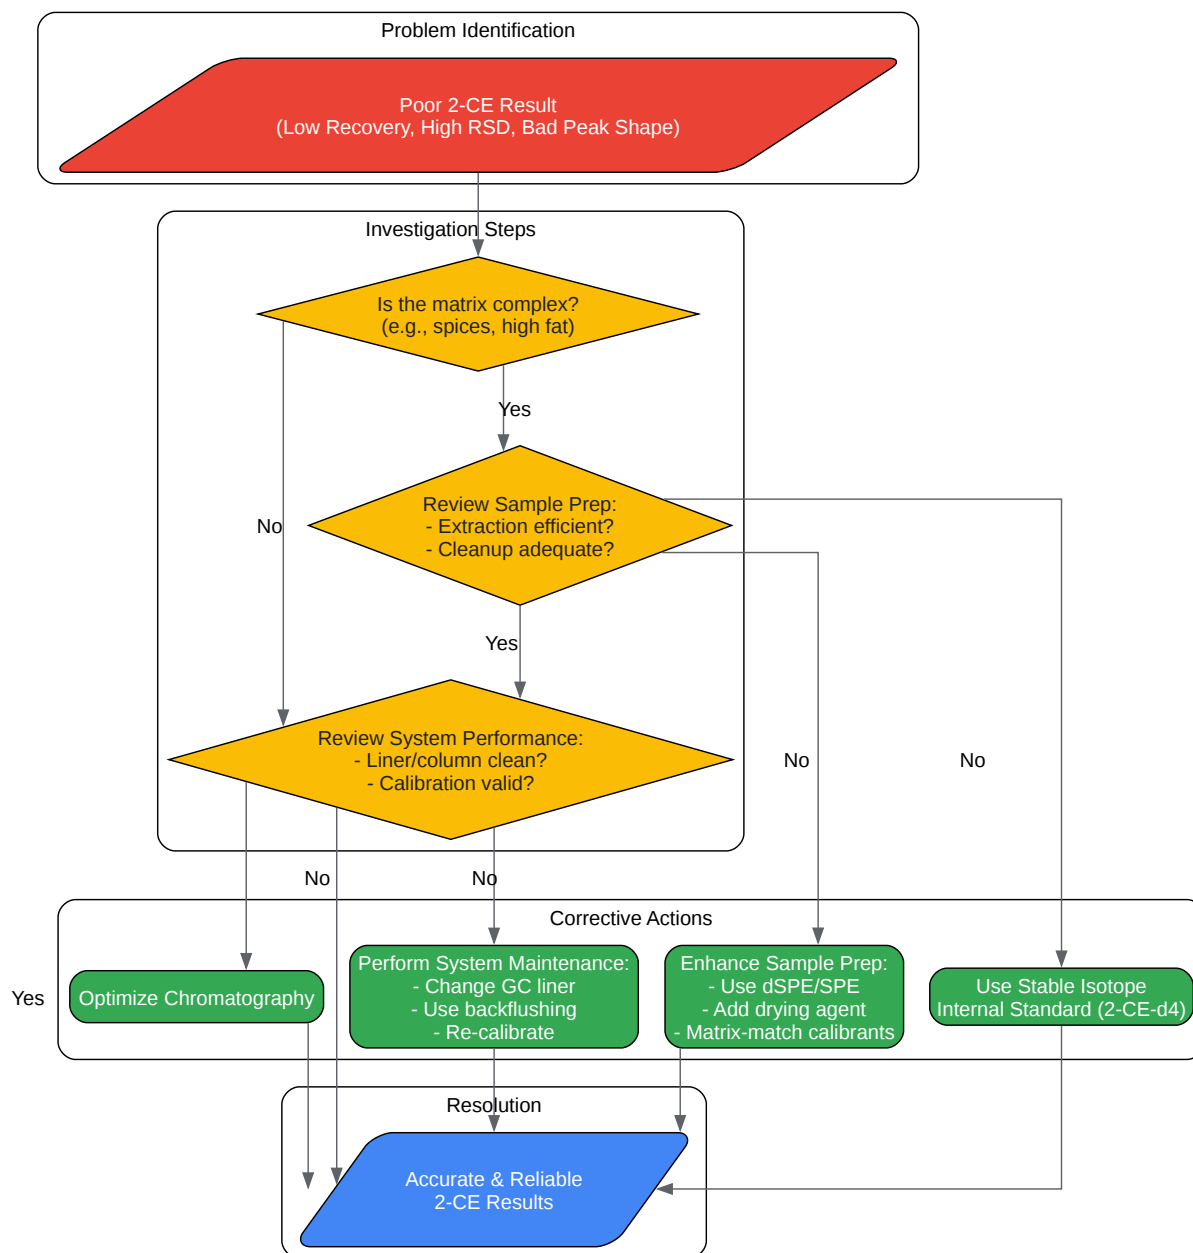 Problem Identification
Poor 2-CE Result
(Low Recovery, High RSD, Bad Peak Shape)
Investigation Steps
Is the matrix complex?
(e.g., spices, high fat)
Yes
Review Sample Prep:
- Extraction efficient?
- Cleanup adequate?
No
Yes
Review System Performance:
- Liner/column clean?
- Calibration valid?
No
No
No
No
Corrective Actions
Optimize Chromatography
Perform System Maintenance:
- Change GC liner
- Use backflushing
- Re-calibrate
Enhance Sample Prep:
- Use dSPE/SPE
- Add drying agent
- Matrix-match calibrants
Use Stable Isotope
Internal Standard (2-CE-d4)
Yes
Resolution
Accurate & Reliable
2-CE Results